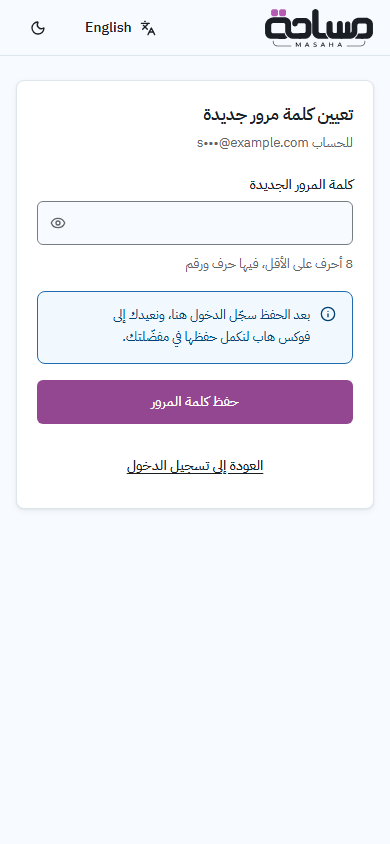 مساحة
MASAHA
English
تعيين كلمة مرور جديدة
للحساب s•••@example.com
كلمة المرور الجديدة
8 أحرف على الأقل، فيها حرف ورقم
بعد الحفظ سجّل الدخول هنا، ونعيدك إلى
فوكس هاب لنكمل حفظها في مفضّلتك.
حفظ كلمة المرور
العودة إلى تسجيل الدخول